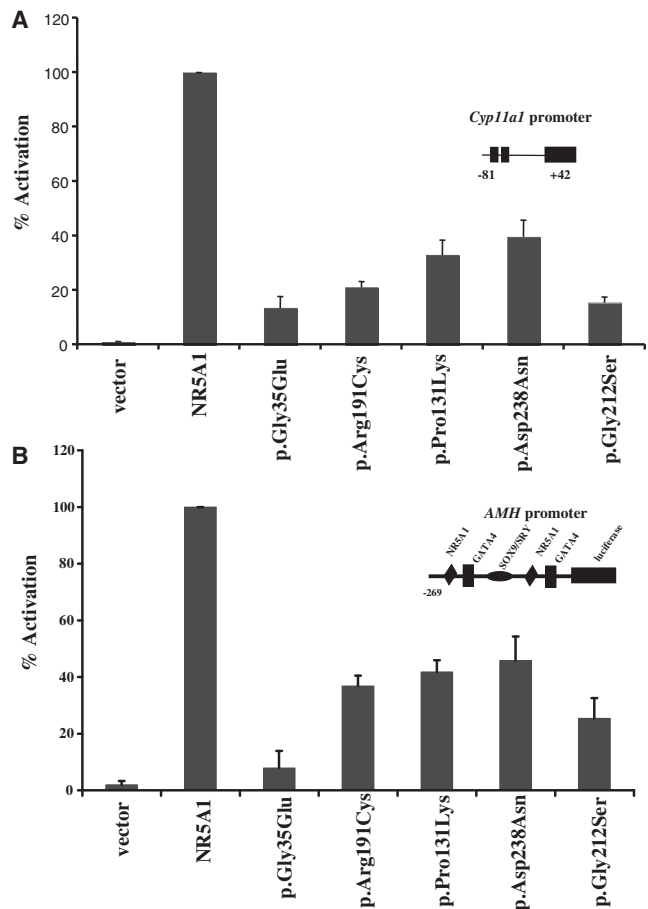 A
120
100
80
60
40
20
0
% Activation
Cyp11a1 promoter
-81 +42
vector
NR5A1
p.Gly35Glu
p.Arg191Cys
p.Pro131Lys
p.Asp238Asn
p.Gly212Ser
B
120
100
80
60
40
20
0
% Activation
AMH promoter
NR5A1
GATA4
SOX9/SRY
NR5A1
GATA4
luciferase
-269
vector
NR5A1
p.Gly35Glu
p.Arg191Cys
p.Pro131Lys
p.Asp238Asn
p.Gly212Ser